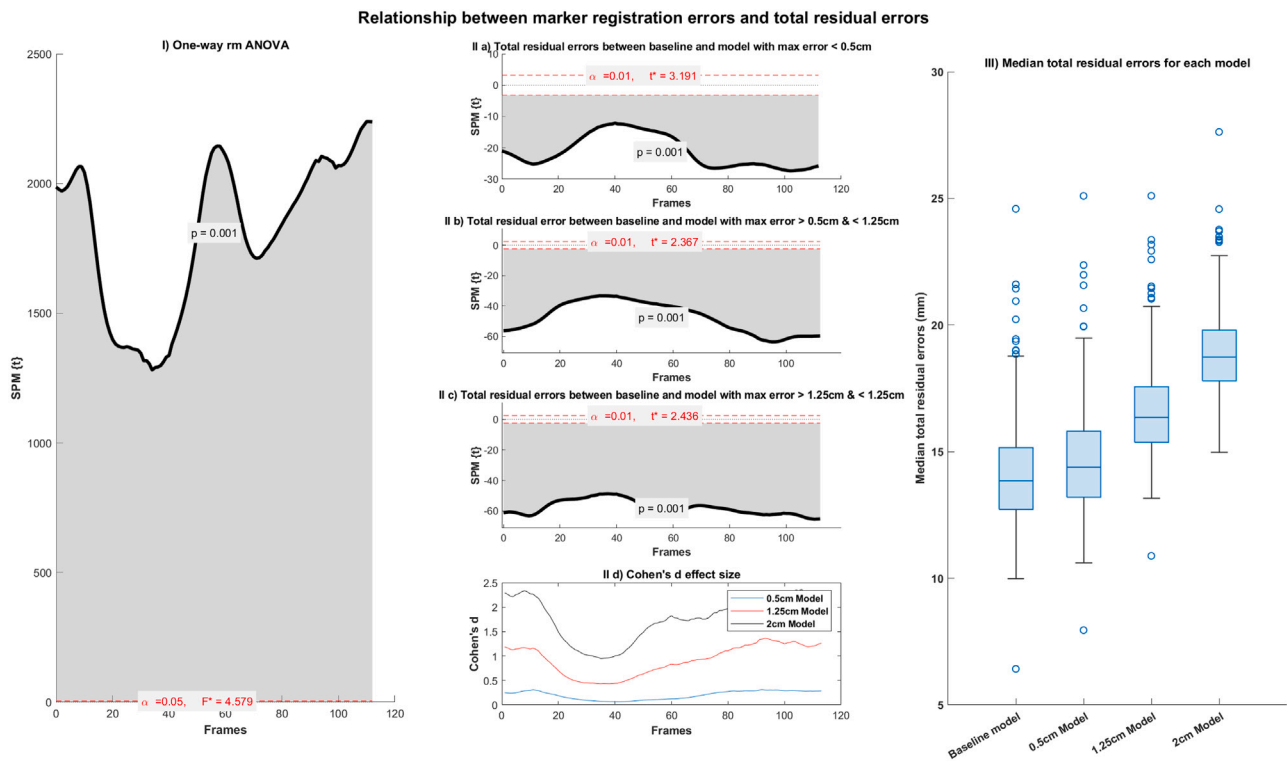 Relationship between marker registration errors and total residual errors
I) One-way rm ANOVA
2500
2000
1500
1000
500
0
SPM {t}
p = 0.001
α =0.05, F* = 4.579
0 20 40 60 80 100 120
Frames
II a) Total residual errors between baseline and model with max error < 0.5cm
10
0
-10
-20
-30
SPM {t}
α =0.01, t* = 3.191
p = 0.001
0 20 40 60 80 100 120
Frames
II b) Total residual error between baseline and model with max error > 0.5cm & < 1.25cm
0
-20
-40
-60
SPM {t}
α =0.01, t* = 2.367
p = 0.001
0 20 40 60 80 100
Frames
II c) Total residual errors between baseline and model with max error > 1.25cm & < 1.25cm
0
-20
-40
-60
SPM {t}
α =0.01, t* = 2.436
p = 0.001
0 20 40 60 80 100
Frames
II d) Cohen's d effect size
2.5
2
1.5
1
0.5
0
Cohen's d
0.5cm Model
1.25cm Model
2cm Model
0 20 40 60 80 100 120
Frames
III) Median total residual errors for each model
30
25
20
15
10
5
Median total residual errors (mm)
Baseline model
0.5cm Model
1.25cm Model
2cm Model